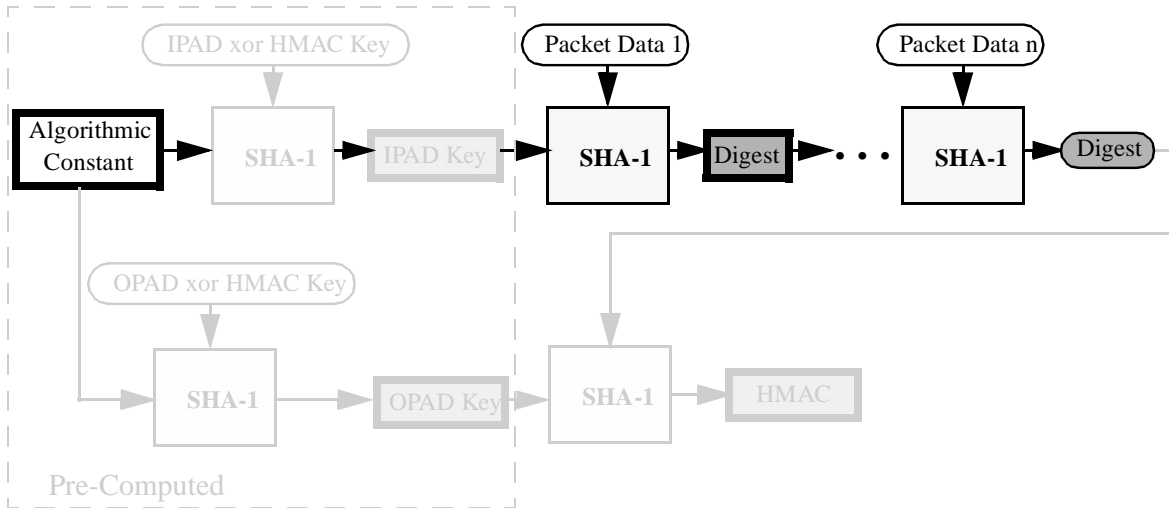 IPAD xor HMAC Key
Packet Data 1
Packet Data n
Algorithmic
Constant
SHA-1
IPAD Key
SHA-1
Digest
SHA-1
Digest
OPAD xor HMAC Key
SHA-1
OPAD Key
SHA-1
HMAC
Pre-Computed